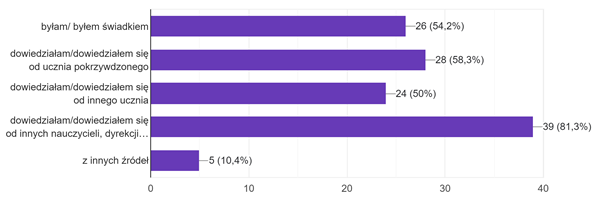 byłam/ byłem świadkiem
26 (54,2%)
dowiedziałam/dowiedziałem się
od ucznia pokrzywdzonego
28 (58,3%)
dowiedziałam/dowiedziałem się
od innego ucznia
24 (50%)
dowiedziałam/dowiedziałem się
od innych nauczycieli, dyrekcji…
39 (81,3%)
z innych źródeł
5 (10,4%)
0 10 20 30 40